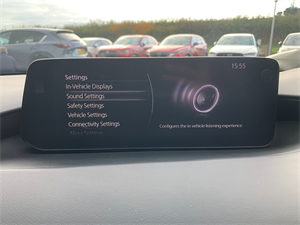 15:55
Settings
In-Vehicle Displays
Sound Settings
Safety Settings
Vehicle Settings
Connectivity Settings
Configures the in-vehicle listening experience